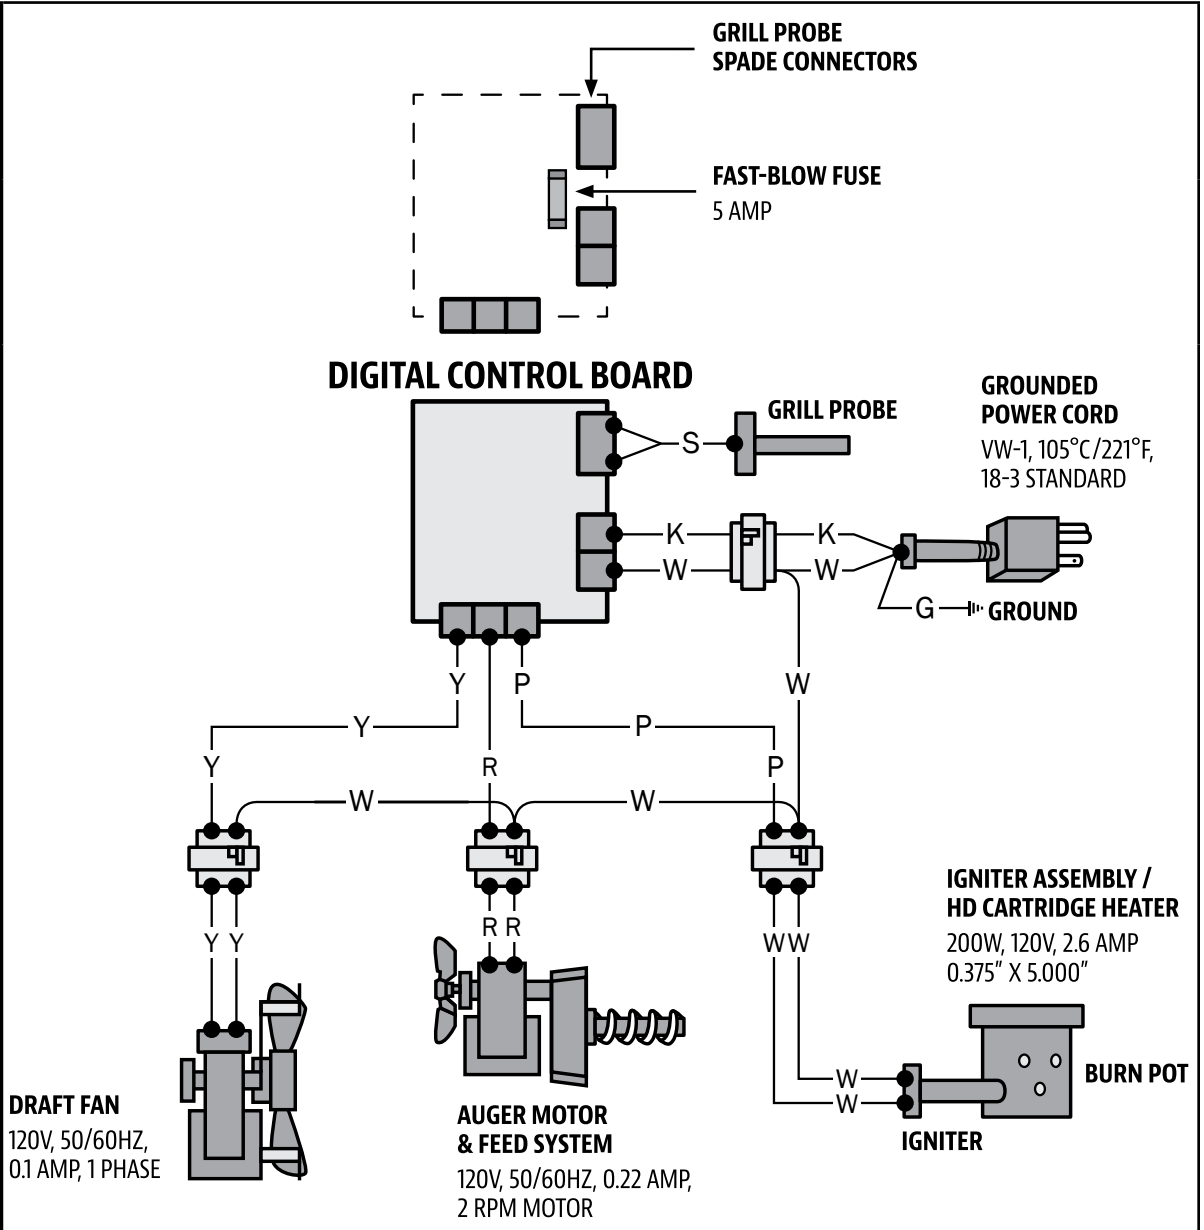 GRILL PROBE
SPADE CONNECTORS
FAST-BLOW FUSE
5 AMP
DIGITAL CONTROL BOARD
GRILL PROBE
S
GROUNDED
POWER CORD
VW-1, 105°C/221°F,
18-3 STANDARD
K
K
W
W
G
GROUND
Y
P
W
Y
P
Y
R
P
W
W
IGNITER ASSEMBLY /
HD CARTRIDGE HEATER
200W, 120V, 2.6 AMP
0.375” X 5.000”
Y Y
R R
W W
BURN POT
W
W
IGNITER
DRAFT FAN
120V, 50/60HZ,
0.1 AMP, 1 PHASE
AUGER MOTOR
& FEED SYSTEM
120V, 50/60HZ, 0.22 AMP,
2 RPM MOTOR